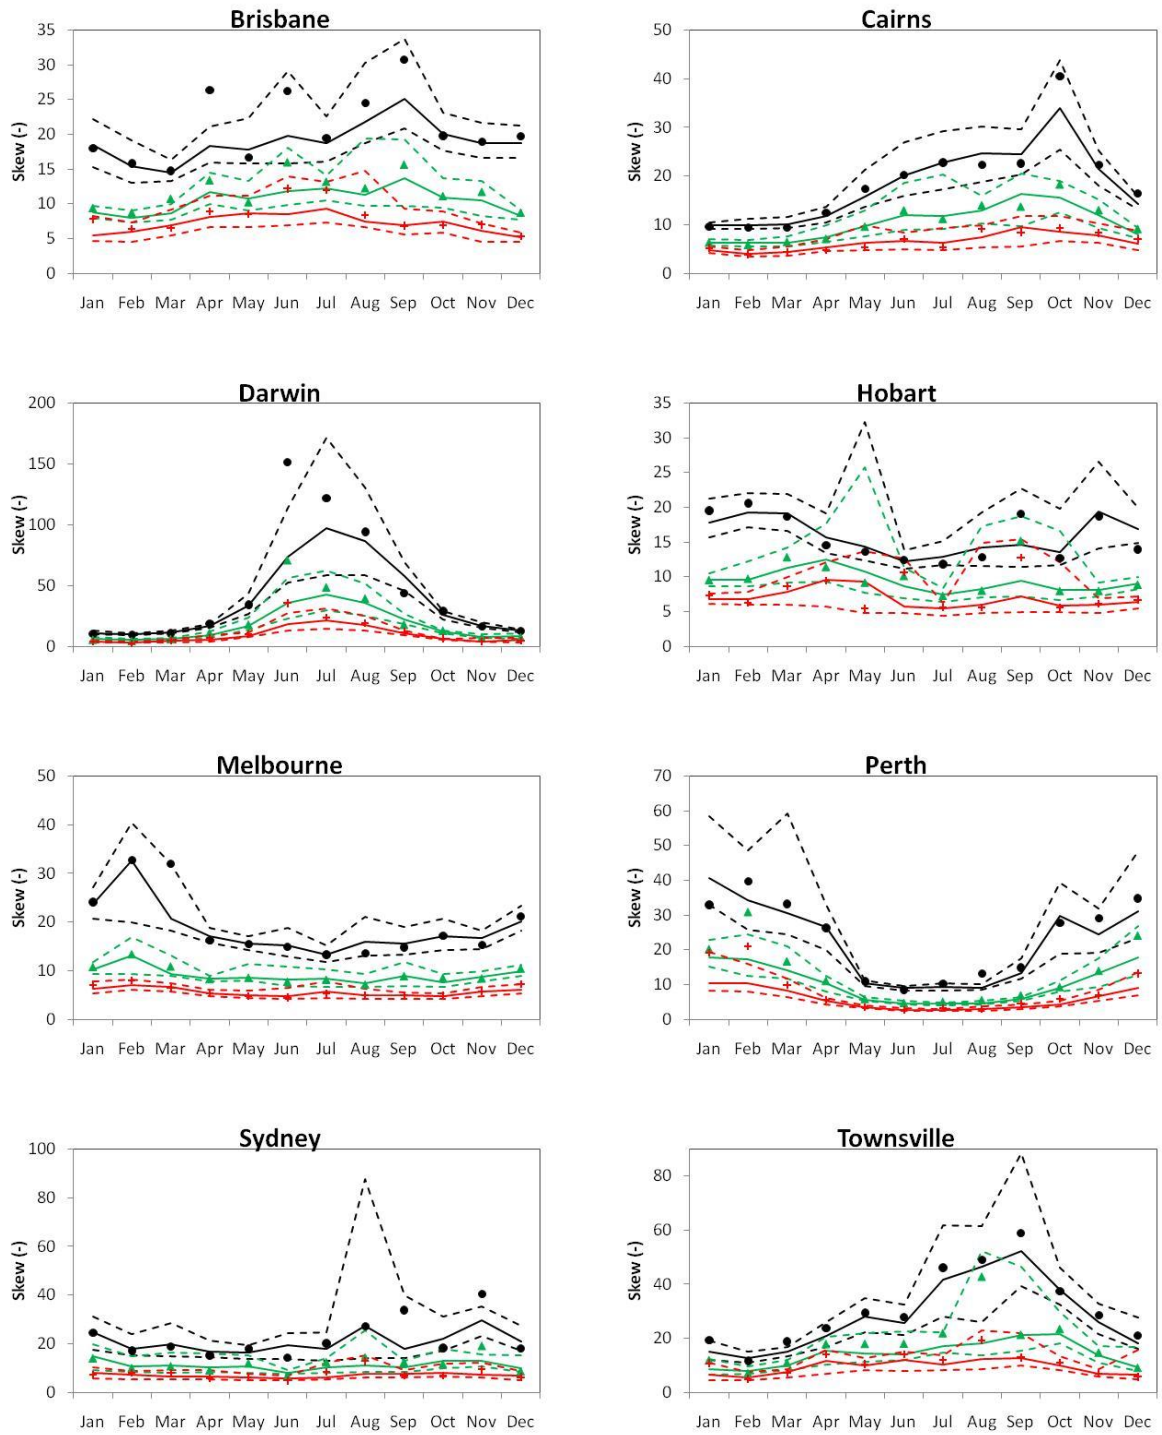 Brisbane
Skew (-)
35
30
25
20
15
10
5
0
Jan Feb Mar Apr May Jun Jul Aug Sep Oct Nov Dec
Cairns
Skew (-)
50
40
30
20
10
0
Jan Feb Mar Apr May Jun Jul Aug Sep Oct Nov Dec
Darwin
Skew (-)
200
150
100
50
0
Jan Feb Mar Apr May Jun Jul Aug Sep Oct Nov Dec
Hobart
Skew (-)
35
30
25
20
15
10
5
0
Jan Feb Mar Apr May Jun Jul Aug Sep Oct Nov Dec
Melbourne
Skew (-)
50
40
30
20
10
0
Jan Feb Mar Apr May Jun Jul Aug Sep Oct Nov Dec
Perth
Skew (-)
70
60
50
40
30
20
10
0
Jan Feb Mar Apr May Jun Jul Aug Sep Oct Nov Dec
Sydney
Skew (-)
100
80
60
40
20
0
Jan Feb Mar Apr May Jun Jul Aug Sep Oct Nov Dec
Townsville
Skew (-)
80
60
40
20
0
Jan Feb Mar Apr May Jun Jul Aug Sep Oct Nov Dec